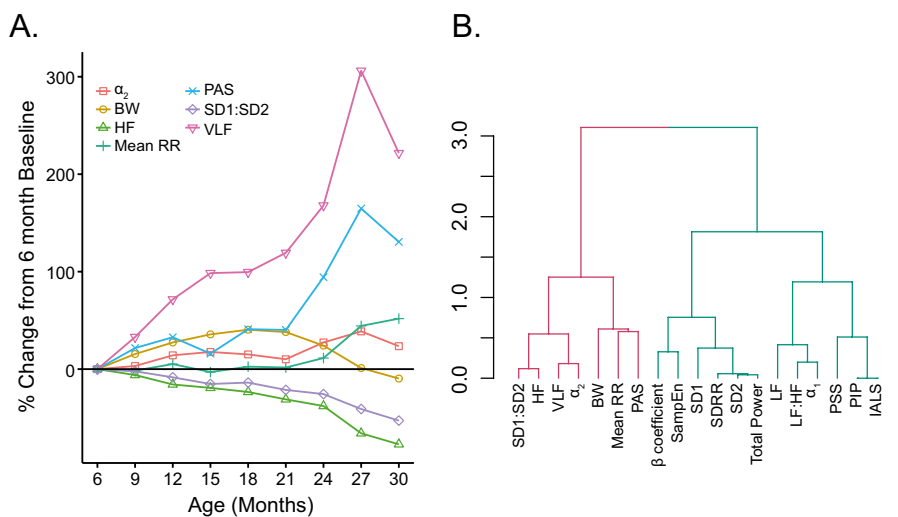 A.
B.
% Change from 6 month Baseline
300
200
100
0
α₂
BW
HF
Mean RR
PAS
SD1:SD2
VLF
6 9 12 15 18 21 24 27 30
Age (Months)
3.0
2.0
1.0
0.0
SD1:SD2
HF
VLF
α₂
BW
Mean RR
PAS
β coefficient
SampEn
SD1
SDRR
SD2
Total Power
LF
LF:HF
α₁
PSS
PIP
IALS